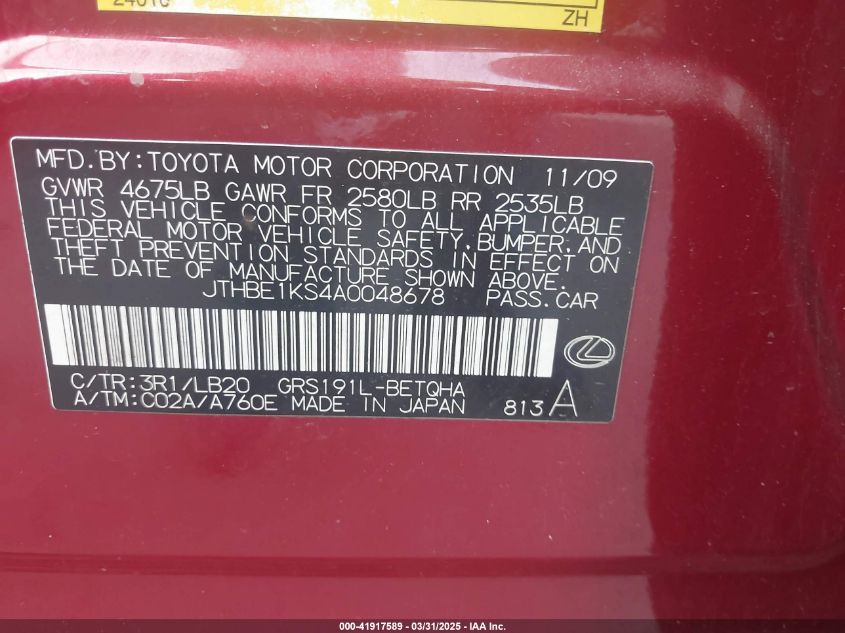 ZH
MFD.BY:TOYOTA MOTOR CORPORATION 11/09
GVWR 4675LB GAWR FR 2580LB RR 2535LB
THIS VEHICLE CONFORMS TO ALL APPLICABLE
FEDERAL MOTOR VEHICLE SAFETY,BUMPER,AND
THEFT PREVENTION STANDARDS IN EFFECT ON
THE DATE OF MANUFACTURE SHOWN ABOVE.
JTHBE1KS4A0048678 PASS.CAR
C/TR:3R1/LB20 GRS191L-BETQHA
A/TM:C02A/A760E MADE IN JAPAN 813A
000-41917589 - 03/31/2025 - IAA Inc.